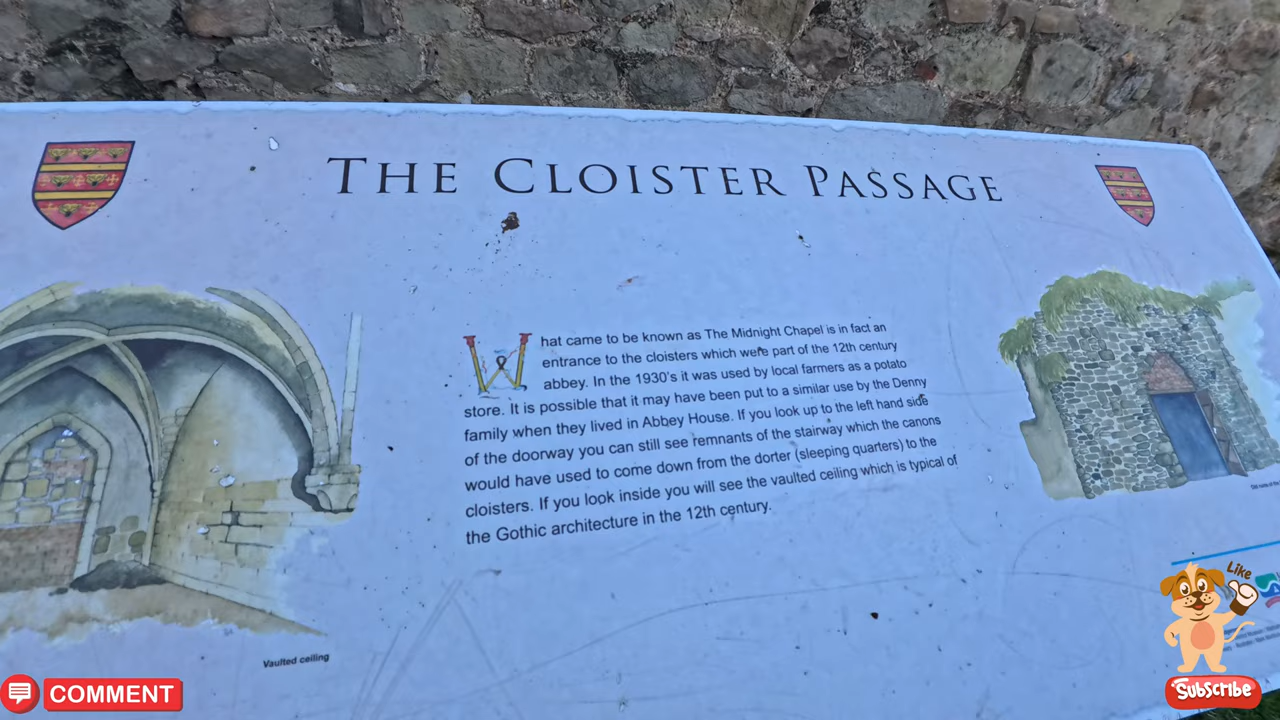 THE CLOISTER PASSAGE
What came to be known as The Midnight Chapel is in fact an
entrance to the cloisters which were part of the 12th century
abbey. In the 1930's it was used by local farmers as a potato
store. It is possible that it may have been put to a similar use by the Denny
family when they lived in Abbey House. If you look up to the left hand side
of the doorway you can still see remnants of the stairway which the canons
would have used to come down from the dorter (sleeping quarters) to the
cloisters. If you look inside you will see the vaulted ceiling which is typical of
the Gothic architecture in the 12th century.
Vaulted ceiling
Like
COMMENT
Subscribe